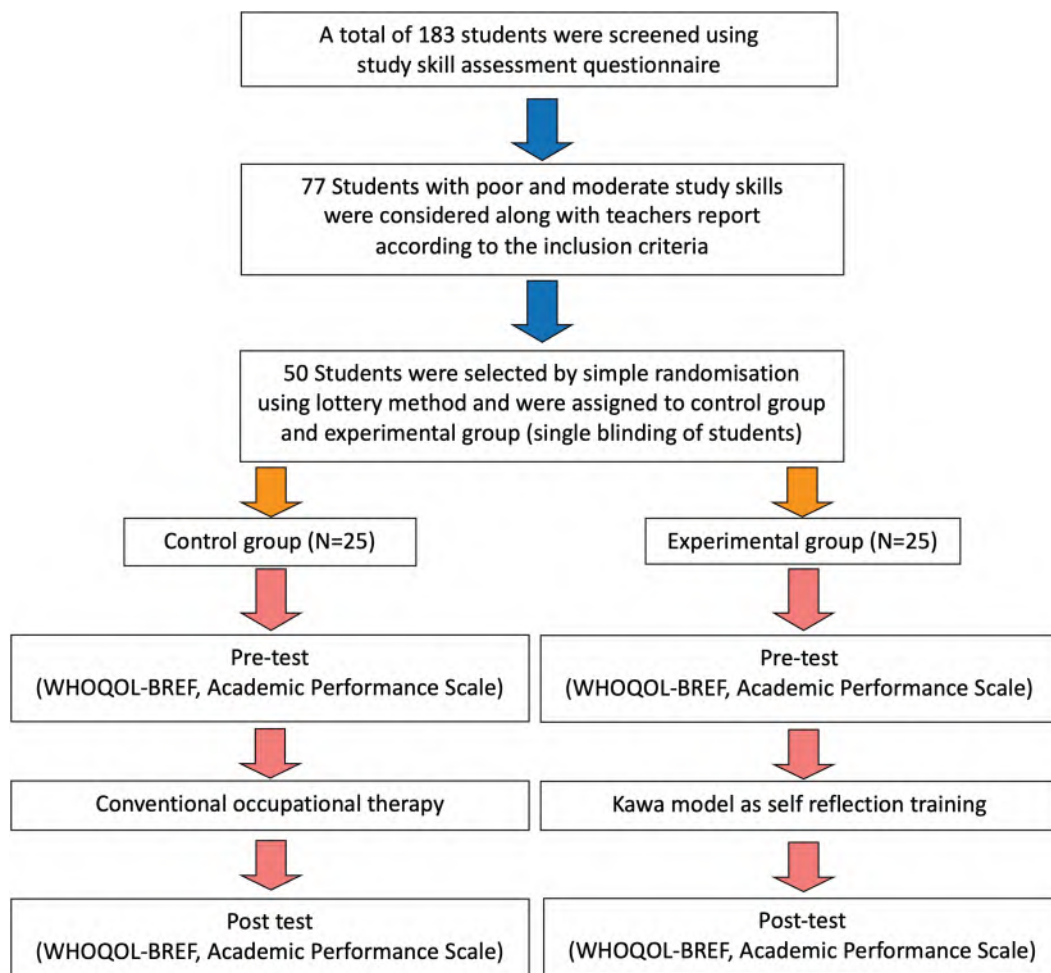 A total of 183 students were screened using
study skill assessment questionnaire
77 Students with poor and moderate study skills
were considered along with teachers report
according to the inclusion criteria
50 Students were selected by simple randomisation
using lottery method and were assigned to control group
and experimental group (single blinding of students)
Control group (N=25)
Experimental group (N=25)
Pre-test
(WHOQOL-BREF, Academic Performance Scale)
Pre-test
(WHOQOL-BREF, Academic Performance Scale)
Conventional occupational therapy
Kawa model as self reflection training
Post test
(WHOQOL-BREF, Academic Performance Scale)
Post-test
(WHOQOL-BREF, Academic Performance Scale)